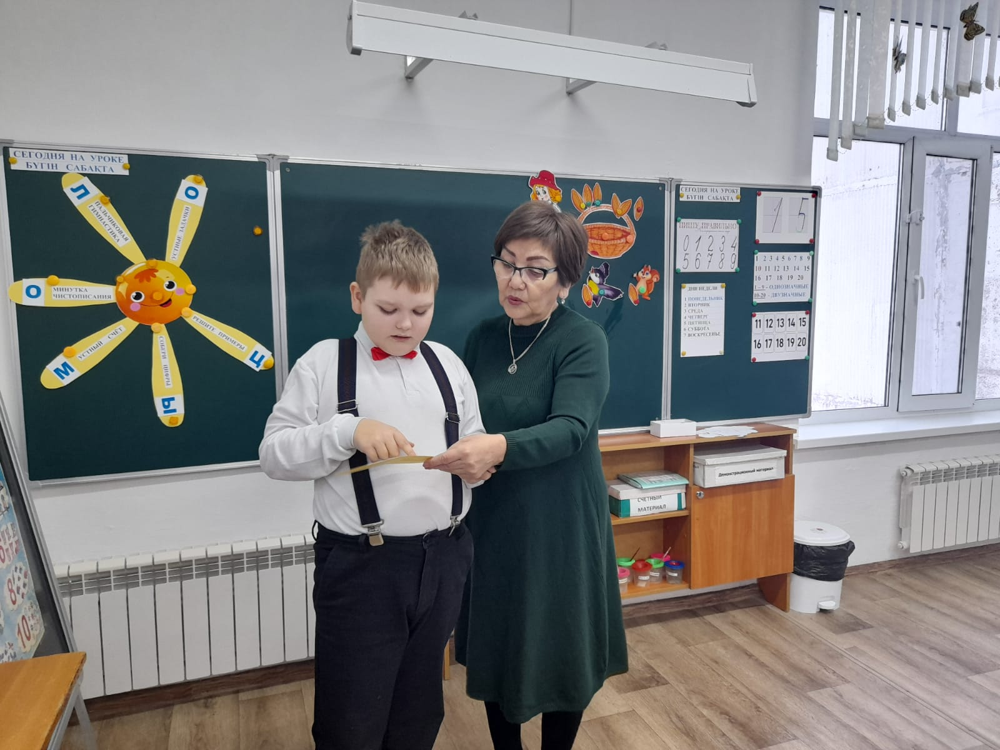 СЕГОДНЯ НА УРОКЕ
БҮГІН САБАҚТА
Л
ПАЛЬЧИКОВАЯ
ГИМНАСТИКА
О
УСТНЫЕ ЗАДАЧКИ
О
МИНУТКА
ЧИСТОПИСАНИЯ
М
УСТНЫЙ СЧЁТ
СОБЕРИ ЦИФРЫ
Ы
РЕШИТЕ ПРИМЕРЫ
Ц
СЕГОДНЯ НА УРОКЕ
БҮГІН САБАҚТА
ПИШУ ПРАВИЛЬНО
0 1 2 3 4
5 6 7 8 9
ДНИ НЕДЕЛИ
1 ПОНЕДЕЛЬНИК
2 ВТОРНИК
3 СРЕДА
4 ЧЕТВЕРГ
5 ПЯТНИЦА
6 СУББОТА
7 ВОСКРЕСЕНЬЕ
1 5
1 2 3 4 5 6 7 8 9
10 11 12 13 14 15
16 17 18 19 20
1 – 9 - ОДНОЗНАЧНЫЕ
10-20 - ДВУЗНАЧНЫЕ
11 12 13 14 15
16 17 18 19 20
Демонстрационный материал
СЧЕТНЫЙ
МАТЕРИАЛ
8
10